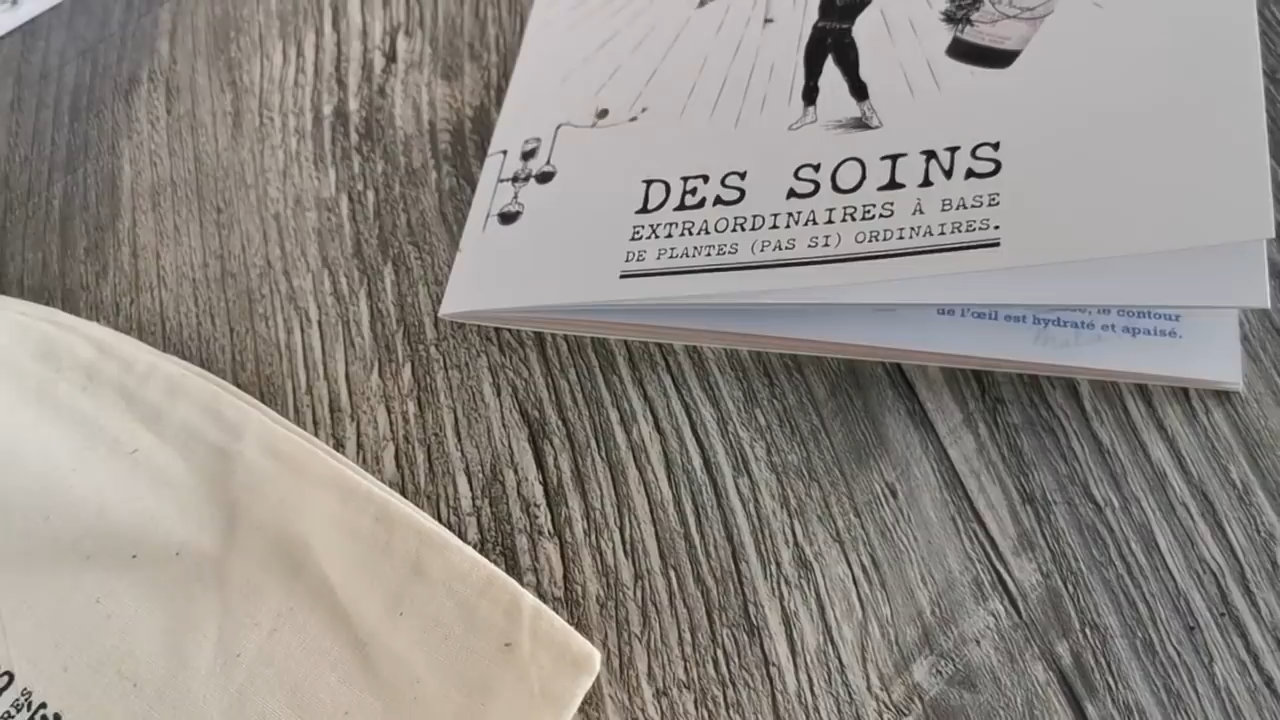 DES SOINS
EXTRAORDINAIRES À BASE
DE PLANTES (PAS SI) ORDINAIRES.
le contour
de l'œil est hydraté et apaisé.